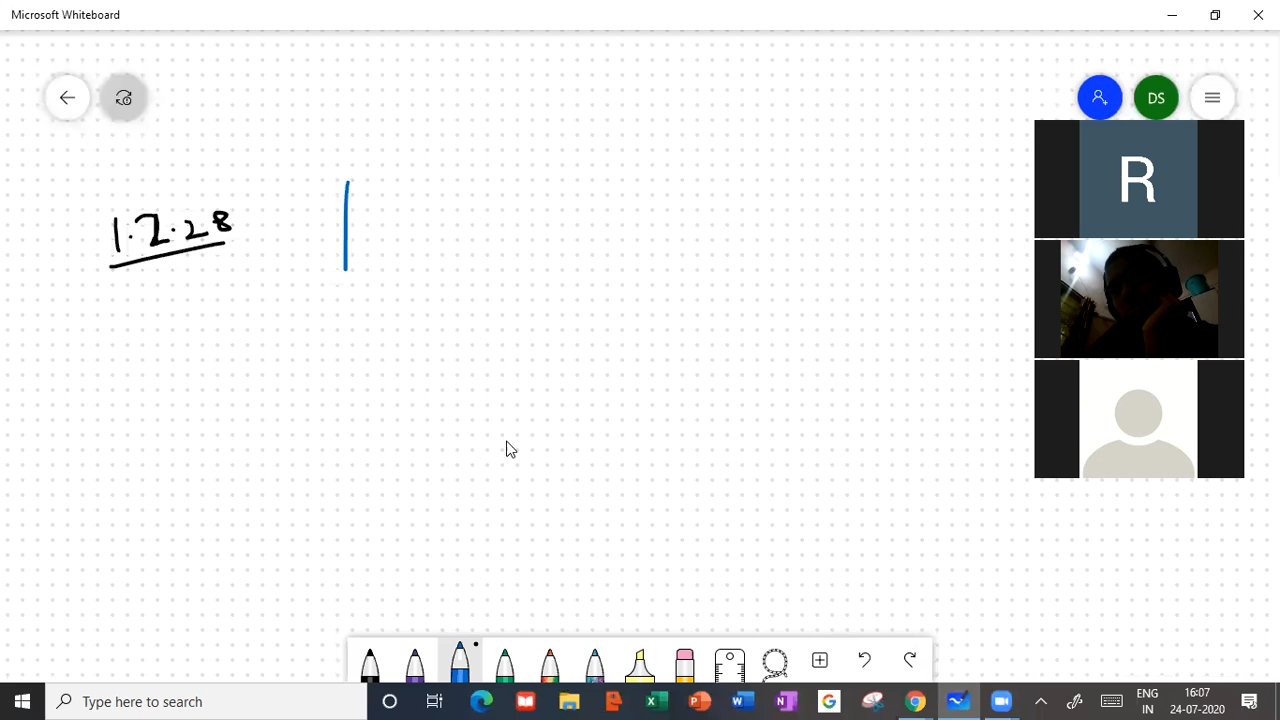 Microsoft Whiteboard
DS
R
1.2.28
Type here to search
ENG
IN
16:07
24-07-2020